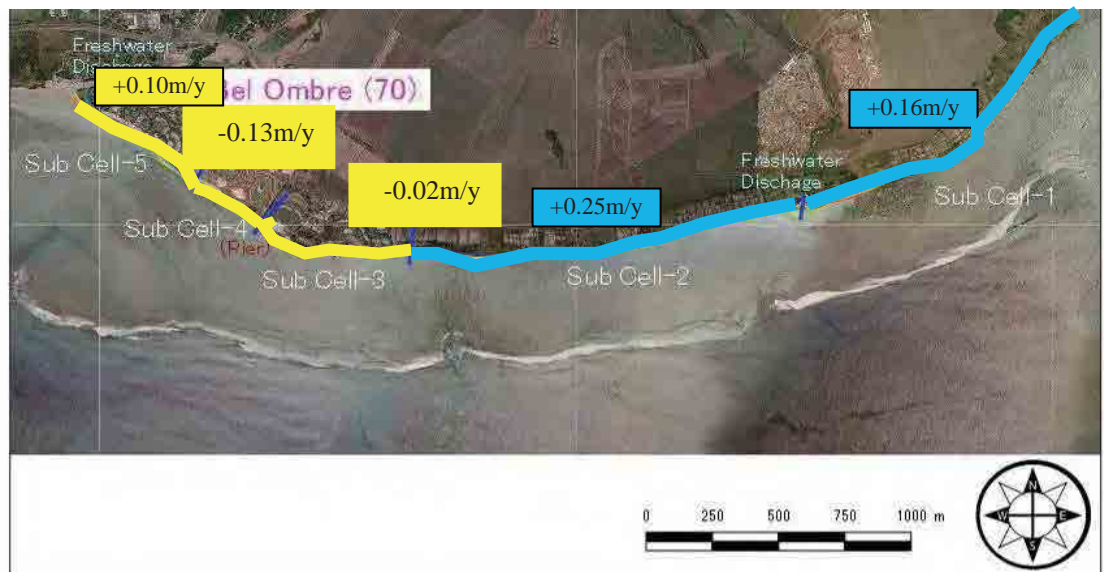 Freshwater
Dischage
+0.10m/y
Bel Ombre (70)
-0.13m/y
+0.16m/y
Sub Cell-5
-0.02m/y
Freshwater
Dischage
+0.25m/y
Sub Cell-1
Sub Cell-4
(Pier)
Sub Cell-3
Sub Cell-2
0 250 500 750 1000 m
N
W E
S